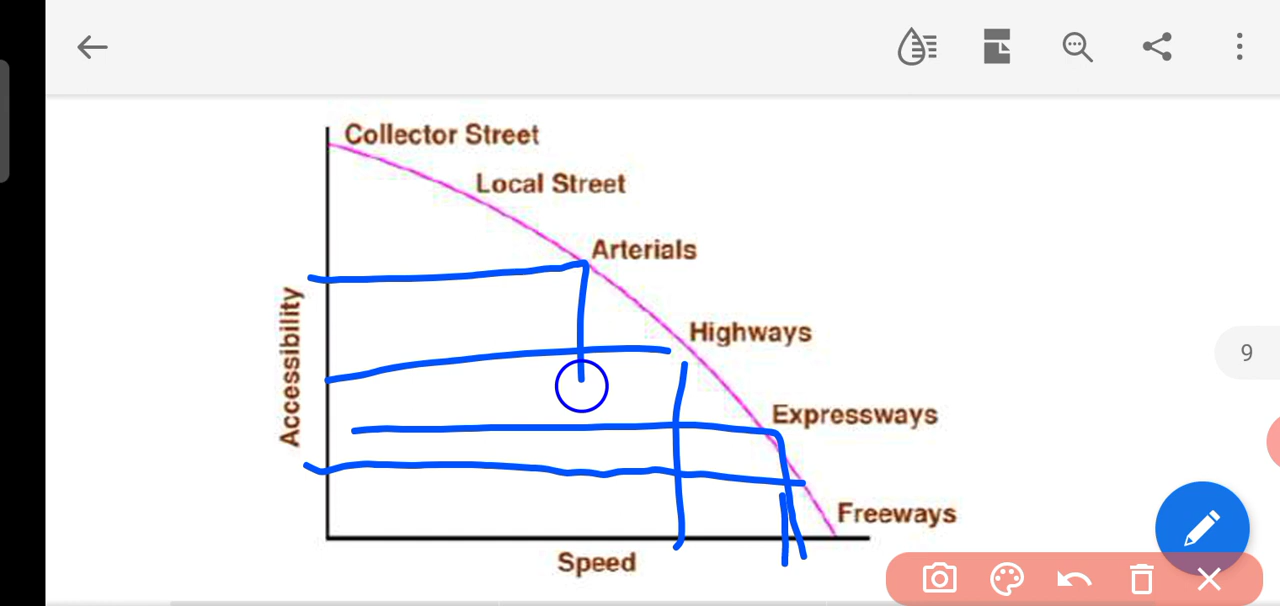 Collector Street
Local Street
Arterials
Highways
Accessibility
9
Expressways
Freeways
Speed